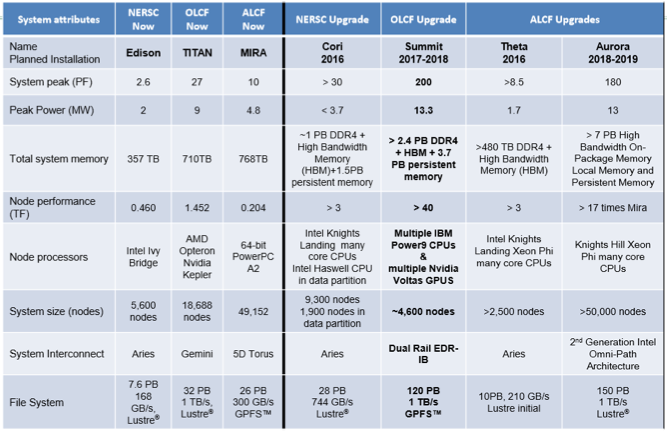 System attributes
NERSC
Now
OLCF
Now
ALCF
Now
NERSC Upgrade
OLCF Upgrade
ALCF Upgrades
Name
Planned Installation
Edison
TITAN
MIRA
Cori
2016
Summit
2017-2018
Theta
2016
Aurora
2018-2019
System peak (PF)
2.6
27
10
> 30
200
>8.5
180
Peak Power (MW)
2
9
4.8
< 3.7
13.3
1.7
13
Total system memory
357 TB
710TB
768TB
~1 PB DDR4 +
High Bandwidth
Memory
(HBM)+1.5PB
persistent memory
> 2.4 PB DDR4
+ HBM + 3.7
PB persistent
memory
>480 TB DDR4 +
High Bandwidth
Memory (HBM)
> 7 PB High
Bandwidth On-
Package Memory
Local Memory and
Persistent Memory
Node performance
(TF)
0.460
1.452
0.204
> 3
> 40
> 3
> 17 times Mira
Node processors
Intel Ivy
Bridge
AMD
Opteron
Nvidia
Kepler
64-bit
PowerPC
A2
Intel Knights
Landing many
core CPUs
Intel Haswell CPU
in data partition
Multiple IBM
Power9 CPUs
&
multiple Nvidia
Voltas GPUS
Intel Knights
Landing Xeon Phi
many core CPUs
Knights Hill Xeon
Phi many core
CPUs
System size (nodes)
5,600
nodes
18,688
nodes
49,152
9,300 nodes
1,900 nodes in
data partition
~4,600 nodes
>2,500 nodes
>50,000 nodes
System Interconnect
Aries
Gemini
5D Torus
Aries
Dual Rail EDR-
IB
Aries
2nd Generation Intel
Omni-Path
Architecture
File System
7.6 PB
168
GB/s,
Lustre®
32 PB
1 TB/s,
Lustre®
26 PB
300 GB/s
GPFS™
28 PB
744 GB/s
Lustre®
120 PB
1 TB/s
GPFS™
10PB, 210 GB/s
Lustre initial
150 PB
1 TB/s
Lustre®